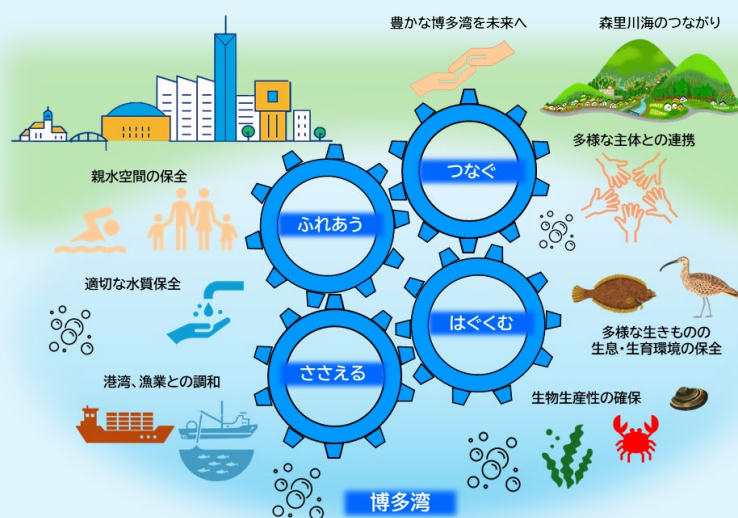 豊かな博多湾を未来へ
森里川海のつながり
つなぐ
多様な主体との連携
親水空間の保全
ふれあう
適切な水質保全
はぐくむ
多様な生きものの
生息・生育環境の保全
ささえる
港湾、漁業との調和
生物生産性の確保
博多湾